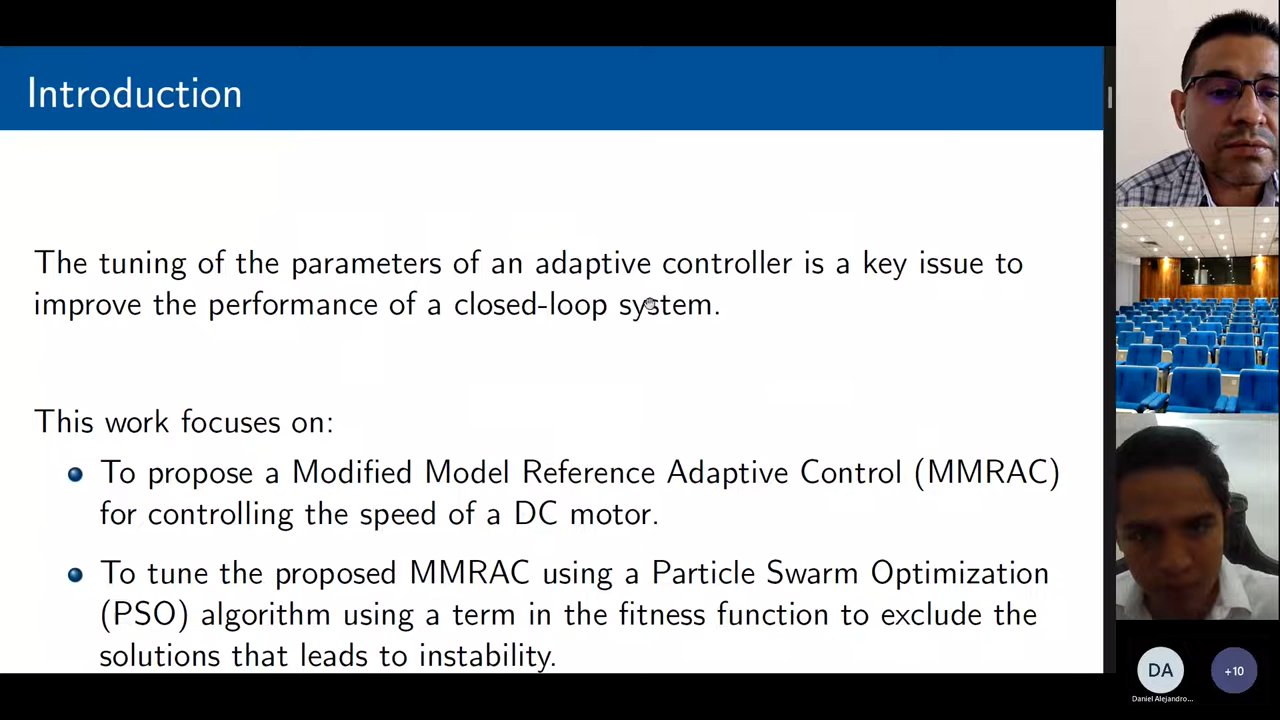 Introduction
The tuning of the parameters of an adaptive controller is a key issue to
improve the performance of a closed-loop system.
This work focuses on:
To propose a Modified Model Reference Adaptive Control (MMRAC)
for controlling the speed of a DC motor.
To tune the proposed MMRAC using a Particle Swarm Optimization
(PSO) algorithm using a term in the fitness function to exclude the
solutions that leads to instability.
DA
+10
Daniel Alejandro...